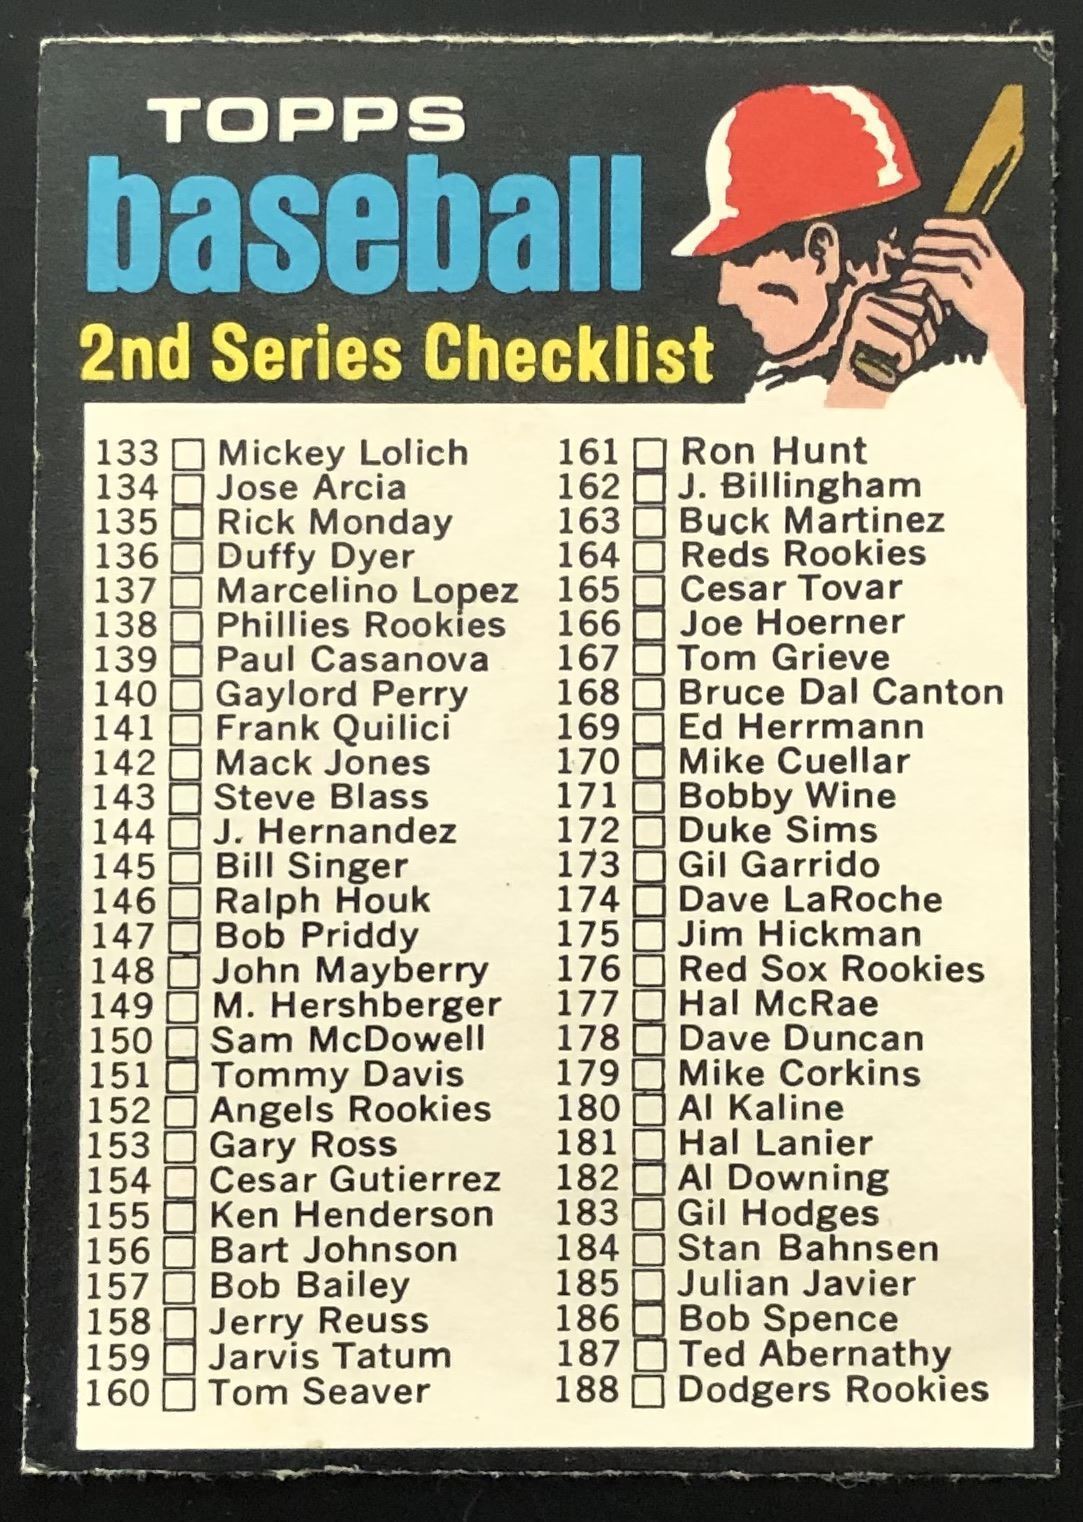 TOPPS
baseball
2nd Series Checklist
133 Mickey Lolich
134 Jose Arcia
135 Rick Monday
136 Duffy Dyer
137 Marcelino Lopez
138 Phillies Rookies
139 Paul Casanova
140 Gaylord Perry
141 Frank Quilici
142 Mack Jones
143 Steve Blass
144 J. Hernandez
145 Bill Singer
146 Ralph Houk
147 Bob Priddy
148 John Mayberry
149 M. Hershberger
150 Sam McDowell
151 Tommy Davis
152 Angels Rookies
153 Gary Ross
154 Cesar Gutierrez
155 Ken Henderson
156 Bart Johnson
157 Bob Bailey
158 Jerry Reuss
159 Jarvis Tatum
160 Tom Seaver
161 Ron Hunt
162 J. Billingham
163 Buck Martinez
164 Reds Rookies
165 Cesar Tovar
166 Joe Hoerner
167 Tom Grieve
168 Bruce Dal Canton
169 Ed Herrmann
170 Mike Cuellar
171 Bobby Wine
172 Duke Sims
173 Gil Garrido
174 Dave LaRoche
175 Jim Hickman
176 Red Sox Rookies
177 Hal McRae
178 Dave Duncan
179 Mike Corkins
180 Al Kaline
181 Hal Lanier
182 Al Downing
183 Gil Hodges
184 Stan Bahnsen
185 Julian Javier
186 Bob Spence
187 Ted Abernathy
188 Dodgers Rookies